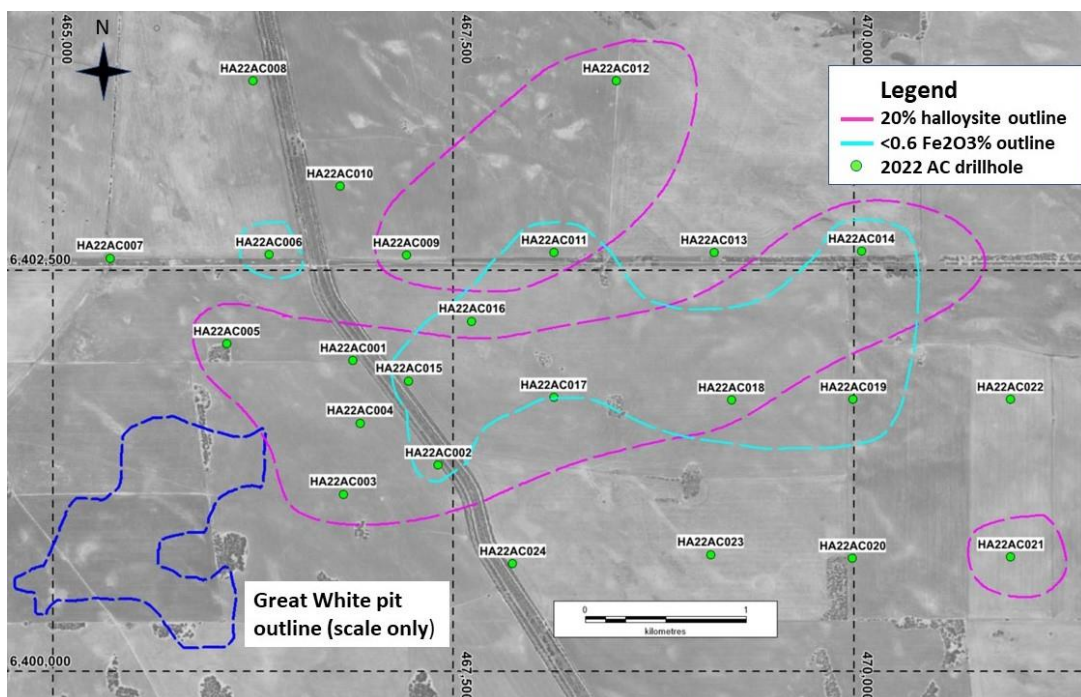 N
465,000
467,500
470,000
HA22AC008
HA22AC012
Legend
20% halloysite outline
<0.6 Fe2O3% outline
2022 AC drillhole
HA22AC010
HA22AC007
HA22AC006
HA22AC009
HA22AC011
HA22AC013
HA22AC014
6,402,500
HA22AC016
HA22AC005
HA22AC001
HA22AC015
HA22AC017
HA22AC018
HA22AC019
HA22AC022
HA22AC004
HA22AC002
HA22AC003
HA22AC024
HA22AC023
HA22AC020
HA22AC021
Great White pit
outline (scale only)
0 1
kilometres
6,400,000
465,000
467,500
470,000